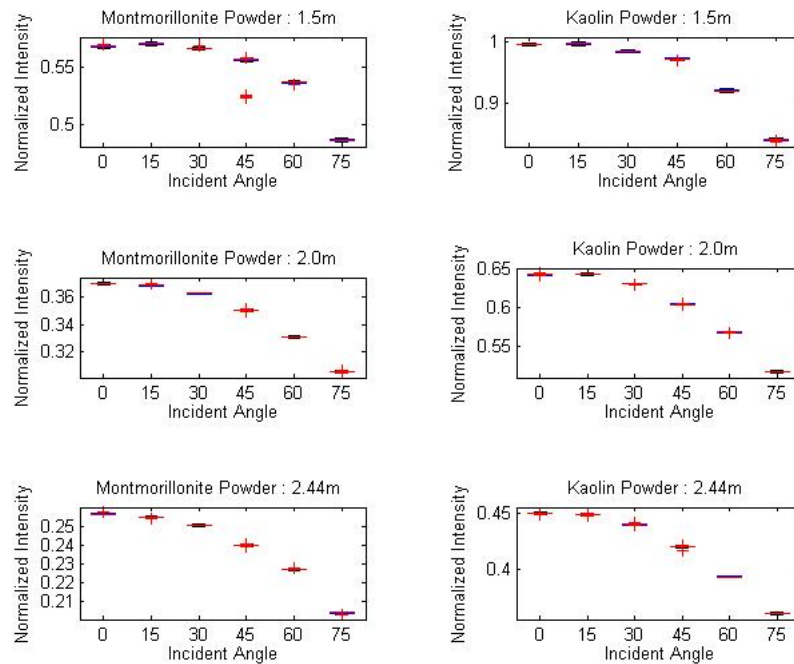 Montmorillonite Powder : 1.5m
Normalized Intensity
0.55
0.5
0 15 30 45 60 75
Incident Angle
Kaolin Powder : 1.5m
Normalized Intensity
1
0.9
0 15 30 45 60 75
Incident Angle
Montmorillonite Powder : 2.0m
Normalized Intensity
0.36
0.34
0.32
0 15 30 45 60 75
Incident Angle
Kaolin Powder : 2.0m
Normalized Intensity
0.65
0.6
0.55
0 15 30 45 60 75
Incident Angle
Montmorillonite Powder : 2.44m
Normalized Intensity
0.25
0.24
0.23
0.22
0.21
0 15 30 45 60 75
Incident Angle
Kaolin Powder : 2.44m
Normalized Intensity
0.45
0.4
0 15 30 45 60 75
Incident Angle